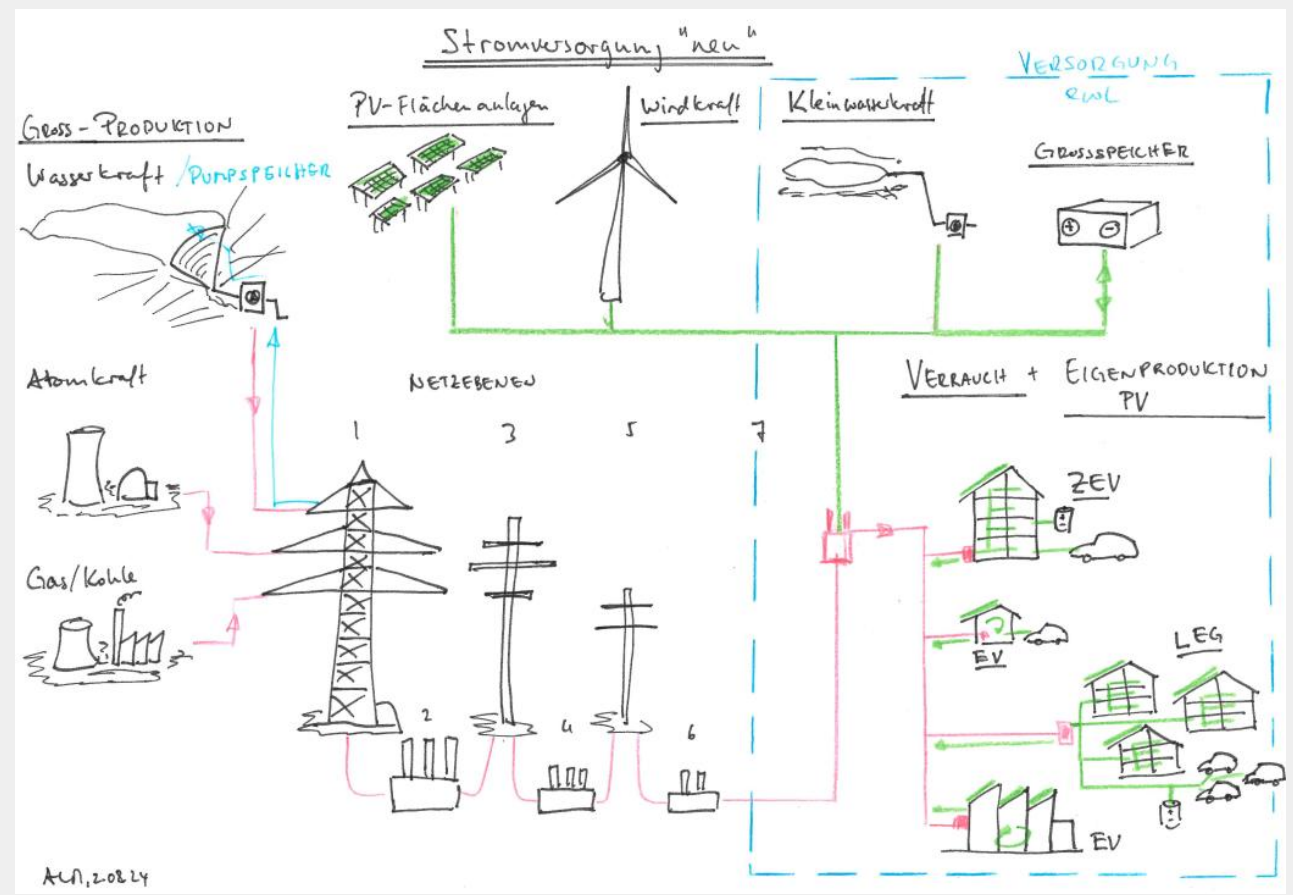 Stromversorgung "neu"
VERSORGUNG
ewl
PV-Flächenanlagen
Windkraft
Kleinwasserkraft
GROSS-PRODUKTION
GROSSSPEICHER
Wasserkraft /PUMPSPEICHER
Atomkraft
NETZEBENEN
VERRAUCH + EIGENPRODUKTION
PV
1
3
5
7
ZEV
Gas/Kohle
EV
LEG
2
4
6
EV